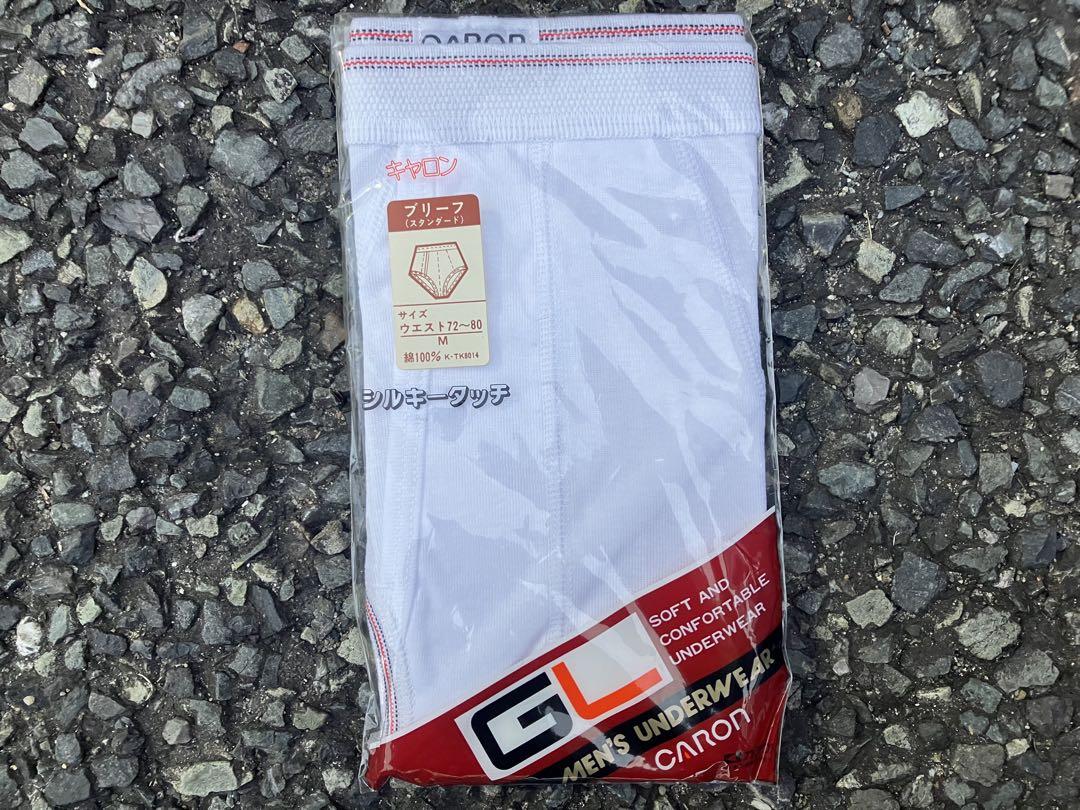 キャロン
ブリーフ
(スタンダード)
サイズ
ウエスト72〜80
M
綿100% K-TK8014
シルキータッチ
SOFT AND
CONFORTABLE
UNDERWEAR
GL
MEN'S UNDERWEAR
CARON